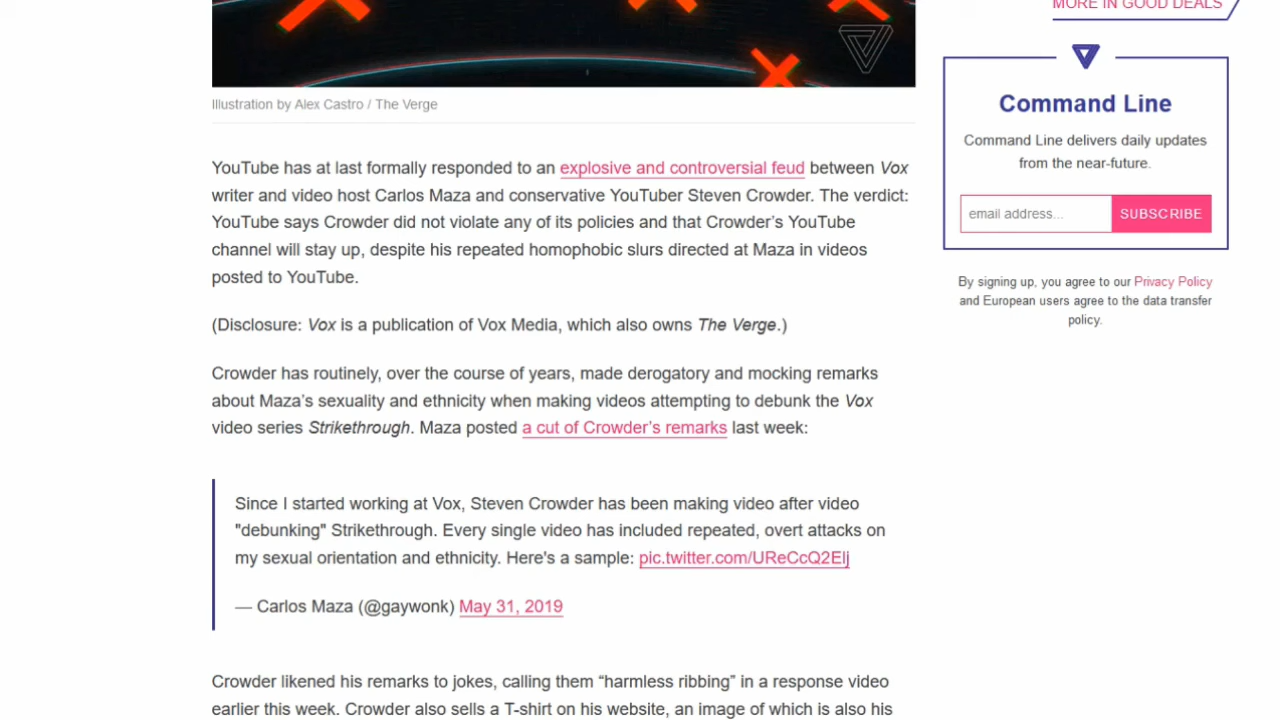 MORE IN GOOD DEALS
Illustration by Alex Castro / The Verge
YouTube has at last formally responded to an explosive and controversial feud between Vox
writer and video host Carlos Maza and conservative YouTuber Steven Crowder. The verdict:
YouTube says Crowder did not violate any of its policies and that Crowder’s YouTube
channel will stay up, despite his repeated homophobic slurs directed at Maza in videos
posted to YouTube.
(Disclosure: Vox is a publication of Vox Media, which also owns The Verge.)
Crowder has routinely, over the course of years, made derogatory and mocking remarks
about Maza’s sexuality and ethnicity when making videos attempting to debunk the Vox
video series Strikethrough. Maza posted a cut of Crowder’s remarks last week:
Since I started working at Vox, Steven Crowder has been making video after video
"debunking" Strikethrough. Every single video has included repeated, overt attacks on
my sexual orientation and ethnicity. Here's a sample: pic.twitter.com/UReCcQ2Elj
— Carlos Maza (@gaywonk) May 31, 2019
Crowder likened his remarks to jokes, calling them “harmless ribbing” in a response video
earlier this week. Crowder also sells a T-shirt on his website, an image of which is also his
Command Line
Command Line delivers daily updates
from the near-future.
email address...
SUBSCRIBE
By signing up, you agree to our Privacy Policy
and European users agree to the data transfer
policy.